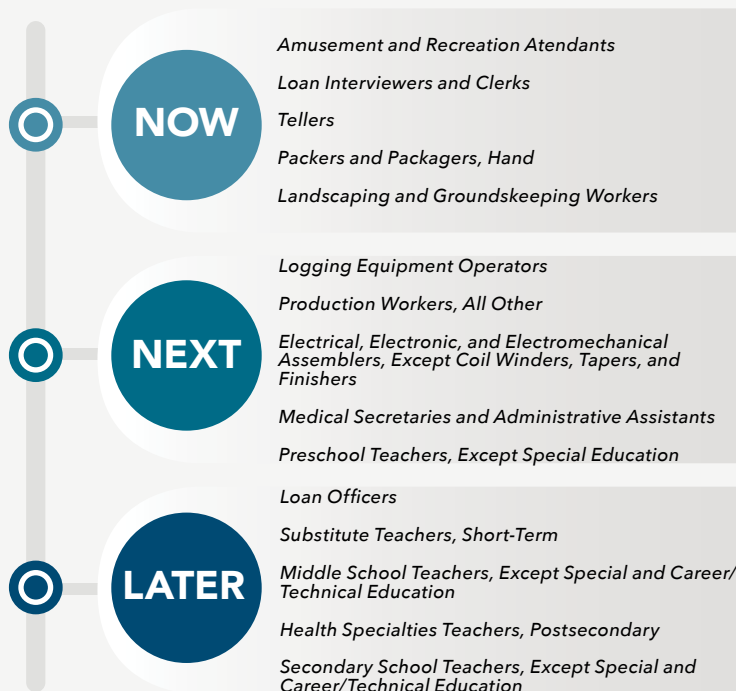 NOW
Amusement and Recreation Atendants
Loan Interviewers and Clerks
Tellers
Packers and Packagers, Hand
Landscaping and Groundskeeping Workers
NEXT
Logging Equipment Operators
Production Workers, All Other
Electrical, Electronic, and Electromechanical
Assemblers, Except Coil Winders, Tapers, and
Finishers
Medical Secretaries and Administrative Assistants
Preschool Teachers, Except Special Education
LATER
Loan Officers
Substitute Teachers, Short-Term
Middle School Teachers, Except Special and Career/
Technical Education
Health Specialties Teachers, Postsecondary
Secondary School Teachers, Except Special and
Career/Technical Education